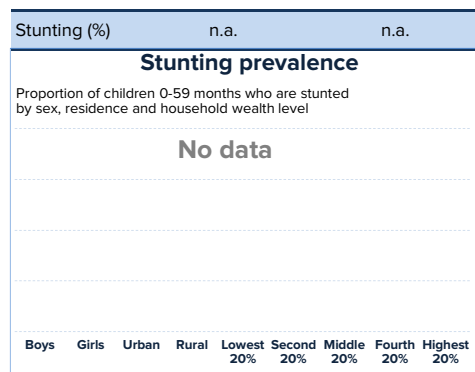 Stunting (%) n.a. n.a.
Stunting prevalence
Proportion of children 0-59 months who are stunted
by sex, residence and household wealth level
No data
Boys Girls Urban Rural Lowest Second Middle Fourth Highest
20% 20% 20% 20% 20%